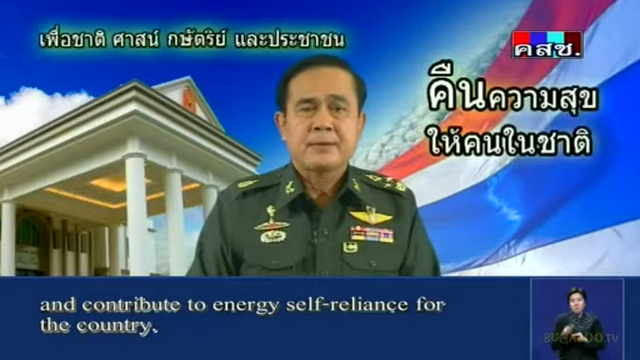 เพื่อชาติ ศาสน์ กษัตริย์ และประชาชน
คสช.
คืนความสุข
ให้คนในชาติ
and contribute to energy self-reliance for
the country.
BUGABOO.TV